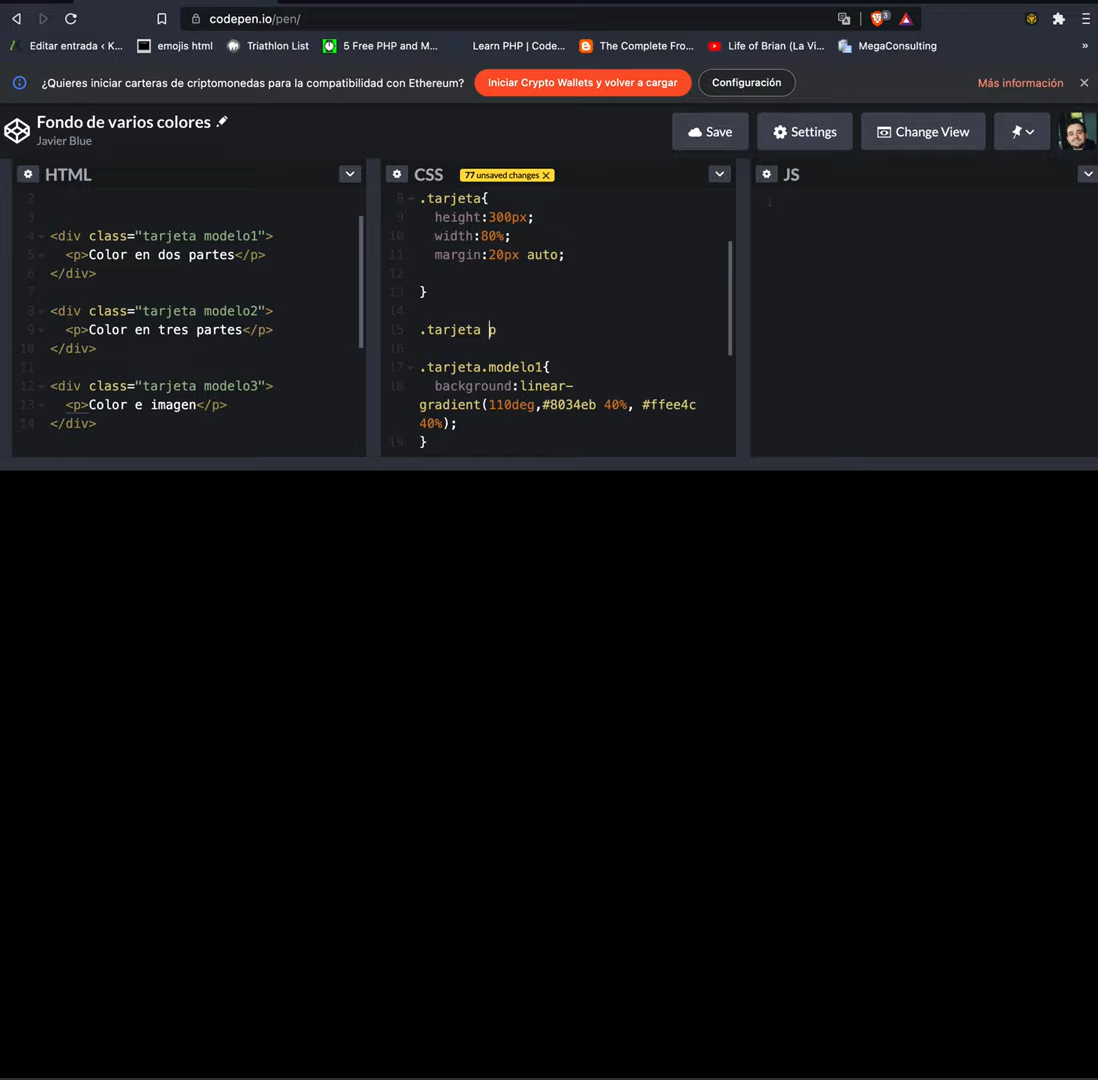 codepen.io/pen/
3
Editar entrada ‹ K...
emojis html
Triathlon List
5 Free PHP and M...
Learn PHP | Code...
The Complete Fro...
Life of Brian (La Vi...
MegaConsulting
»
¿Quieres iniciar carteras de criptomonedas para la compatibilidad con Ethereum?
Iniciar Crypto Wallets y volver a cargar
Configuración
Más información
Fondo de varios colores
Javier Blue
Save
Settings
Change View
HTML
2
3
4 <div class="tarjeta modelo1">
5 <p>Color en dos partes</p>
6 </div>
7
8 <div class="tarjeta modelo2">
9 <p>Color en tres partes</p>
10 </div>
11
12 <div class="tarjeta modelo3">
13 <p>Color e imagen</p>
14 </div>
CSS
77 unsaved changes X
8 .tarjeta{
9 height:300px;
10 width:80%;
11 margin:20px auto;
12
13 }
14
15 .tarjeta p
16
17 .tarjeta.modelo1{
18 background:linear-
gradient(110deg,#8034eb 40%, #ffee4c
40%);
19 }
JS
1